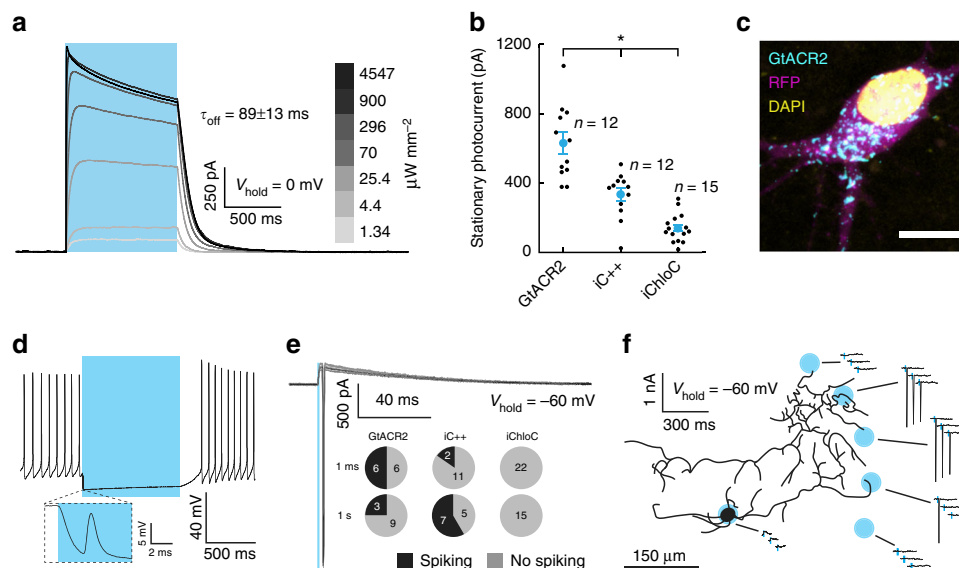 a
τoff = 89±13 ms
250 pA
Vhold = 0 mV
500 ms
4547
900
296
70
25.4
4.4
1.34
μW mm−2
b
Stationary photocurrent (pA)
1200
800
400
0
*
n = 12
n = 12
n = 15
GtACR2
iC++
iChloC
c
GtACR2
RFP
DAPI
d
5 mV
2 ms
40 mV
500 ms
e
500 pA
40 ms
Vhold = −60 mV
GtACR2
iC++
iChloC
1 ms
6
6
2
11
22
1 s
3
9
7
5
15
Spiking
No spiking
f
1 nA
Vhold = −60 mV
300 ms
150 μm